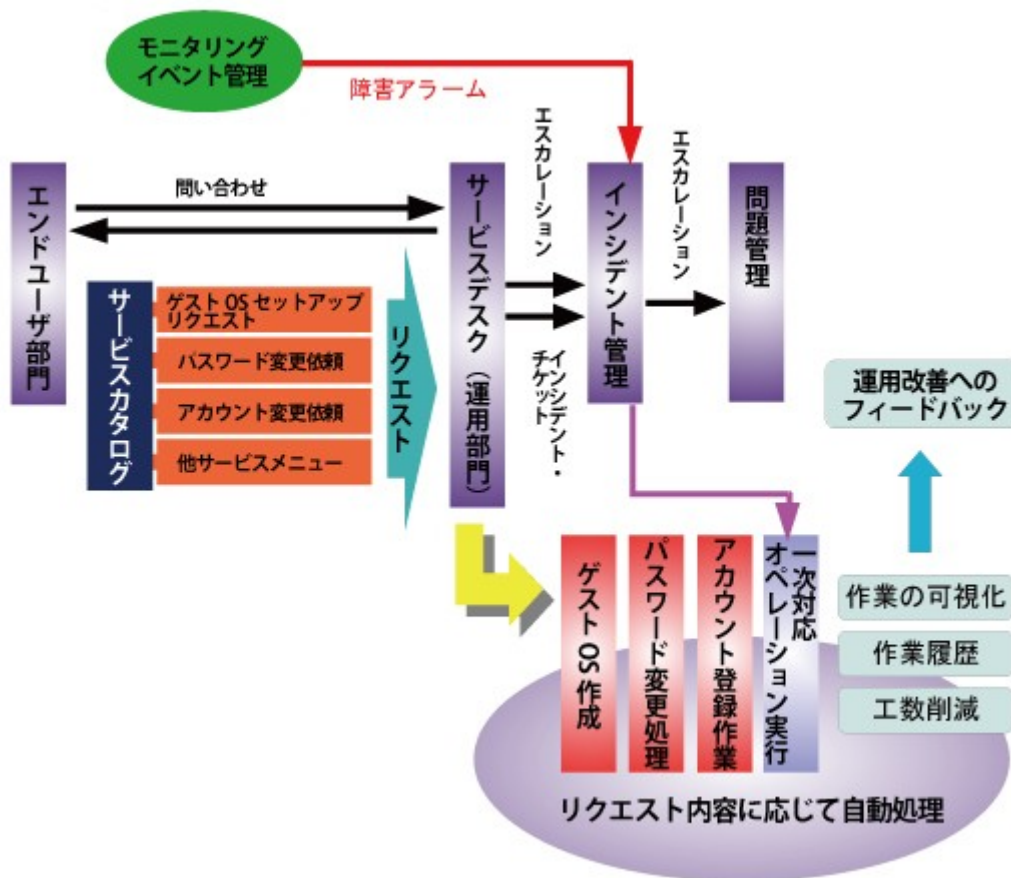 モニタリング
イベント管理
障害アラーム
エンドユーザ部門
問い合わせ
サービスカタログ
ゲスト OS セットアップ
リクエスト
パスワード変更依頼
アカウント変更依頼
他サービスメニュー
リクエスト
サービスデスク（運用部門）
エスカレーション
インシデント・
チケット
インシデント管理
エスカレーション
問題管理
運用改善への
フィードバック
ゲスト OS 作成
パスワード変更処理
アカウント登録作業
一次対応
オペレーション実行
作業の可視化
作業履歴
工数削減
リクエスト内容に応じて自動処理